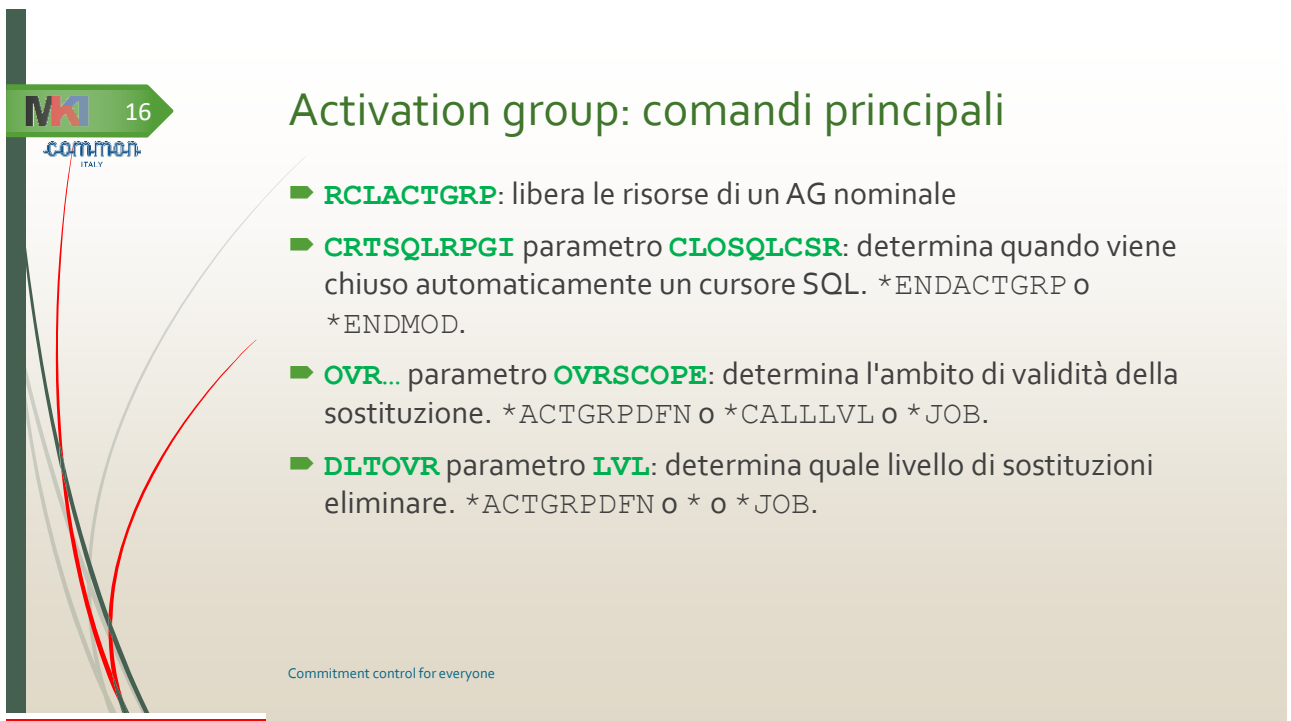 MK1
16
common
ITALY
Activation group: comandi principali
RCLACTGRP: libera le risorse di un AG nominale
CRTSQLRPGI parametro CLOSQLCSR: determina quando viene
chiuso automaticamente un cursore SQL. *ENDACTGRP o
*ENDMOD.
OVR… parametro OVRSCOPE: determina l'ambito di validità della
sostituzione. *ACTGRPDFN o *CALLLVL o *JOB.
DLTOVR parametro LVL: determina quale livello di sostituzioni
eliminare. *ACTGRPDFN o * o *JOB.
Commitment control for everyone